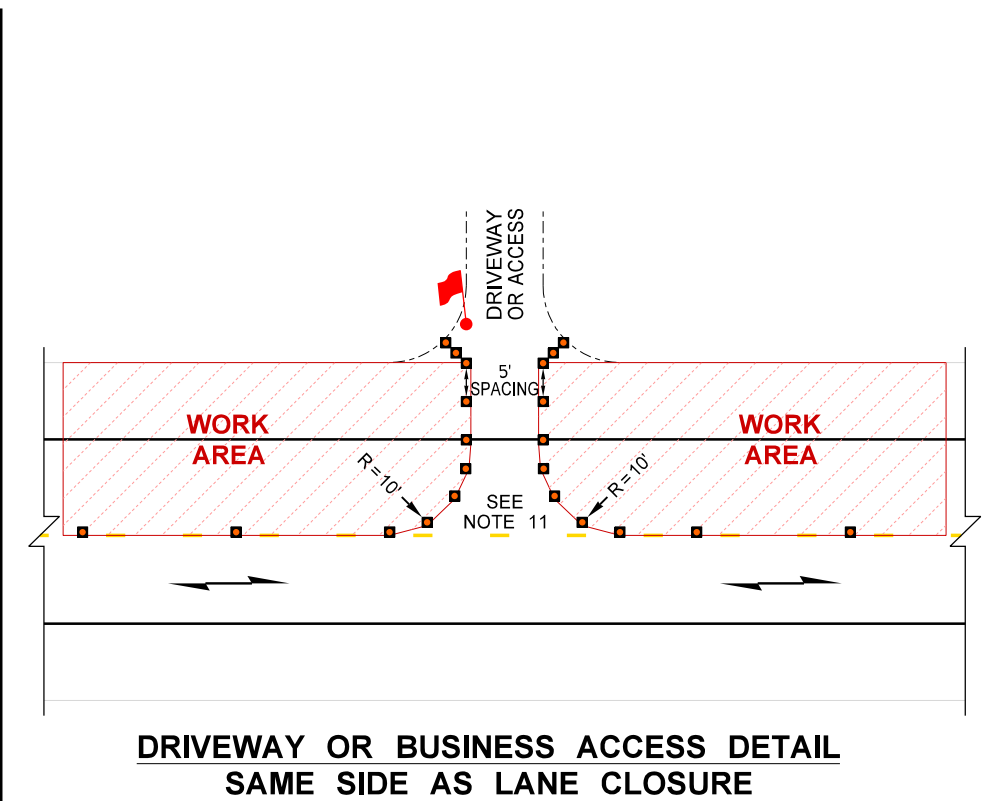 DRIVEWAY
OR ACCESS
5'
SPACING
WORK
AREA
WORK
AREA
R=10'
R=10'
SEE
NOTE 11
DRIVEWAY OR BUSINESS ACCESS DETAIL
SAME SIDE AS LANE CLOSURE